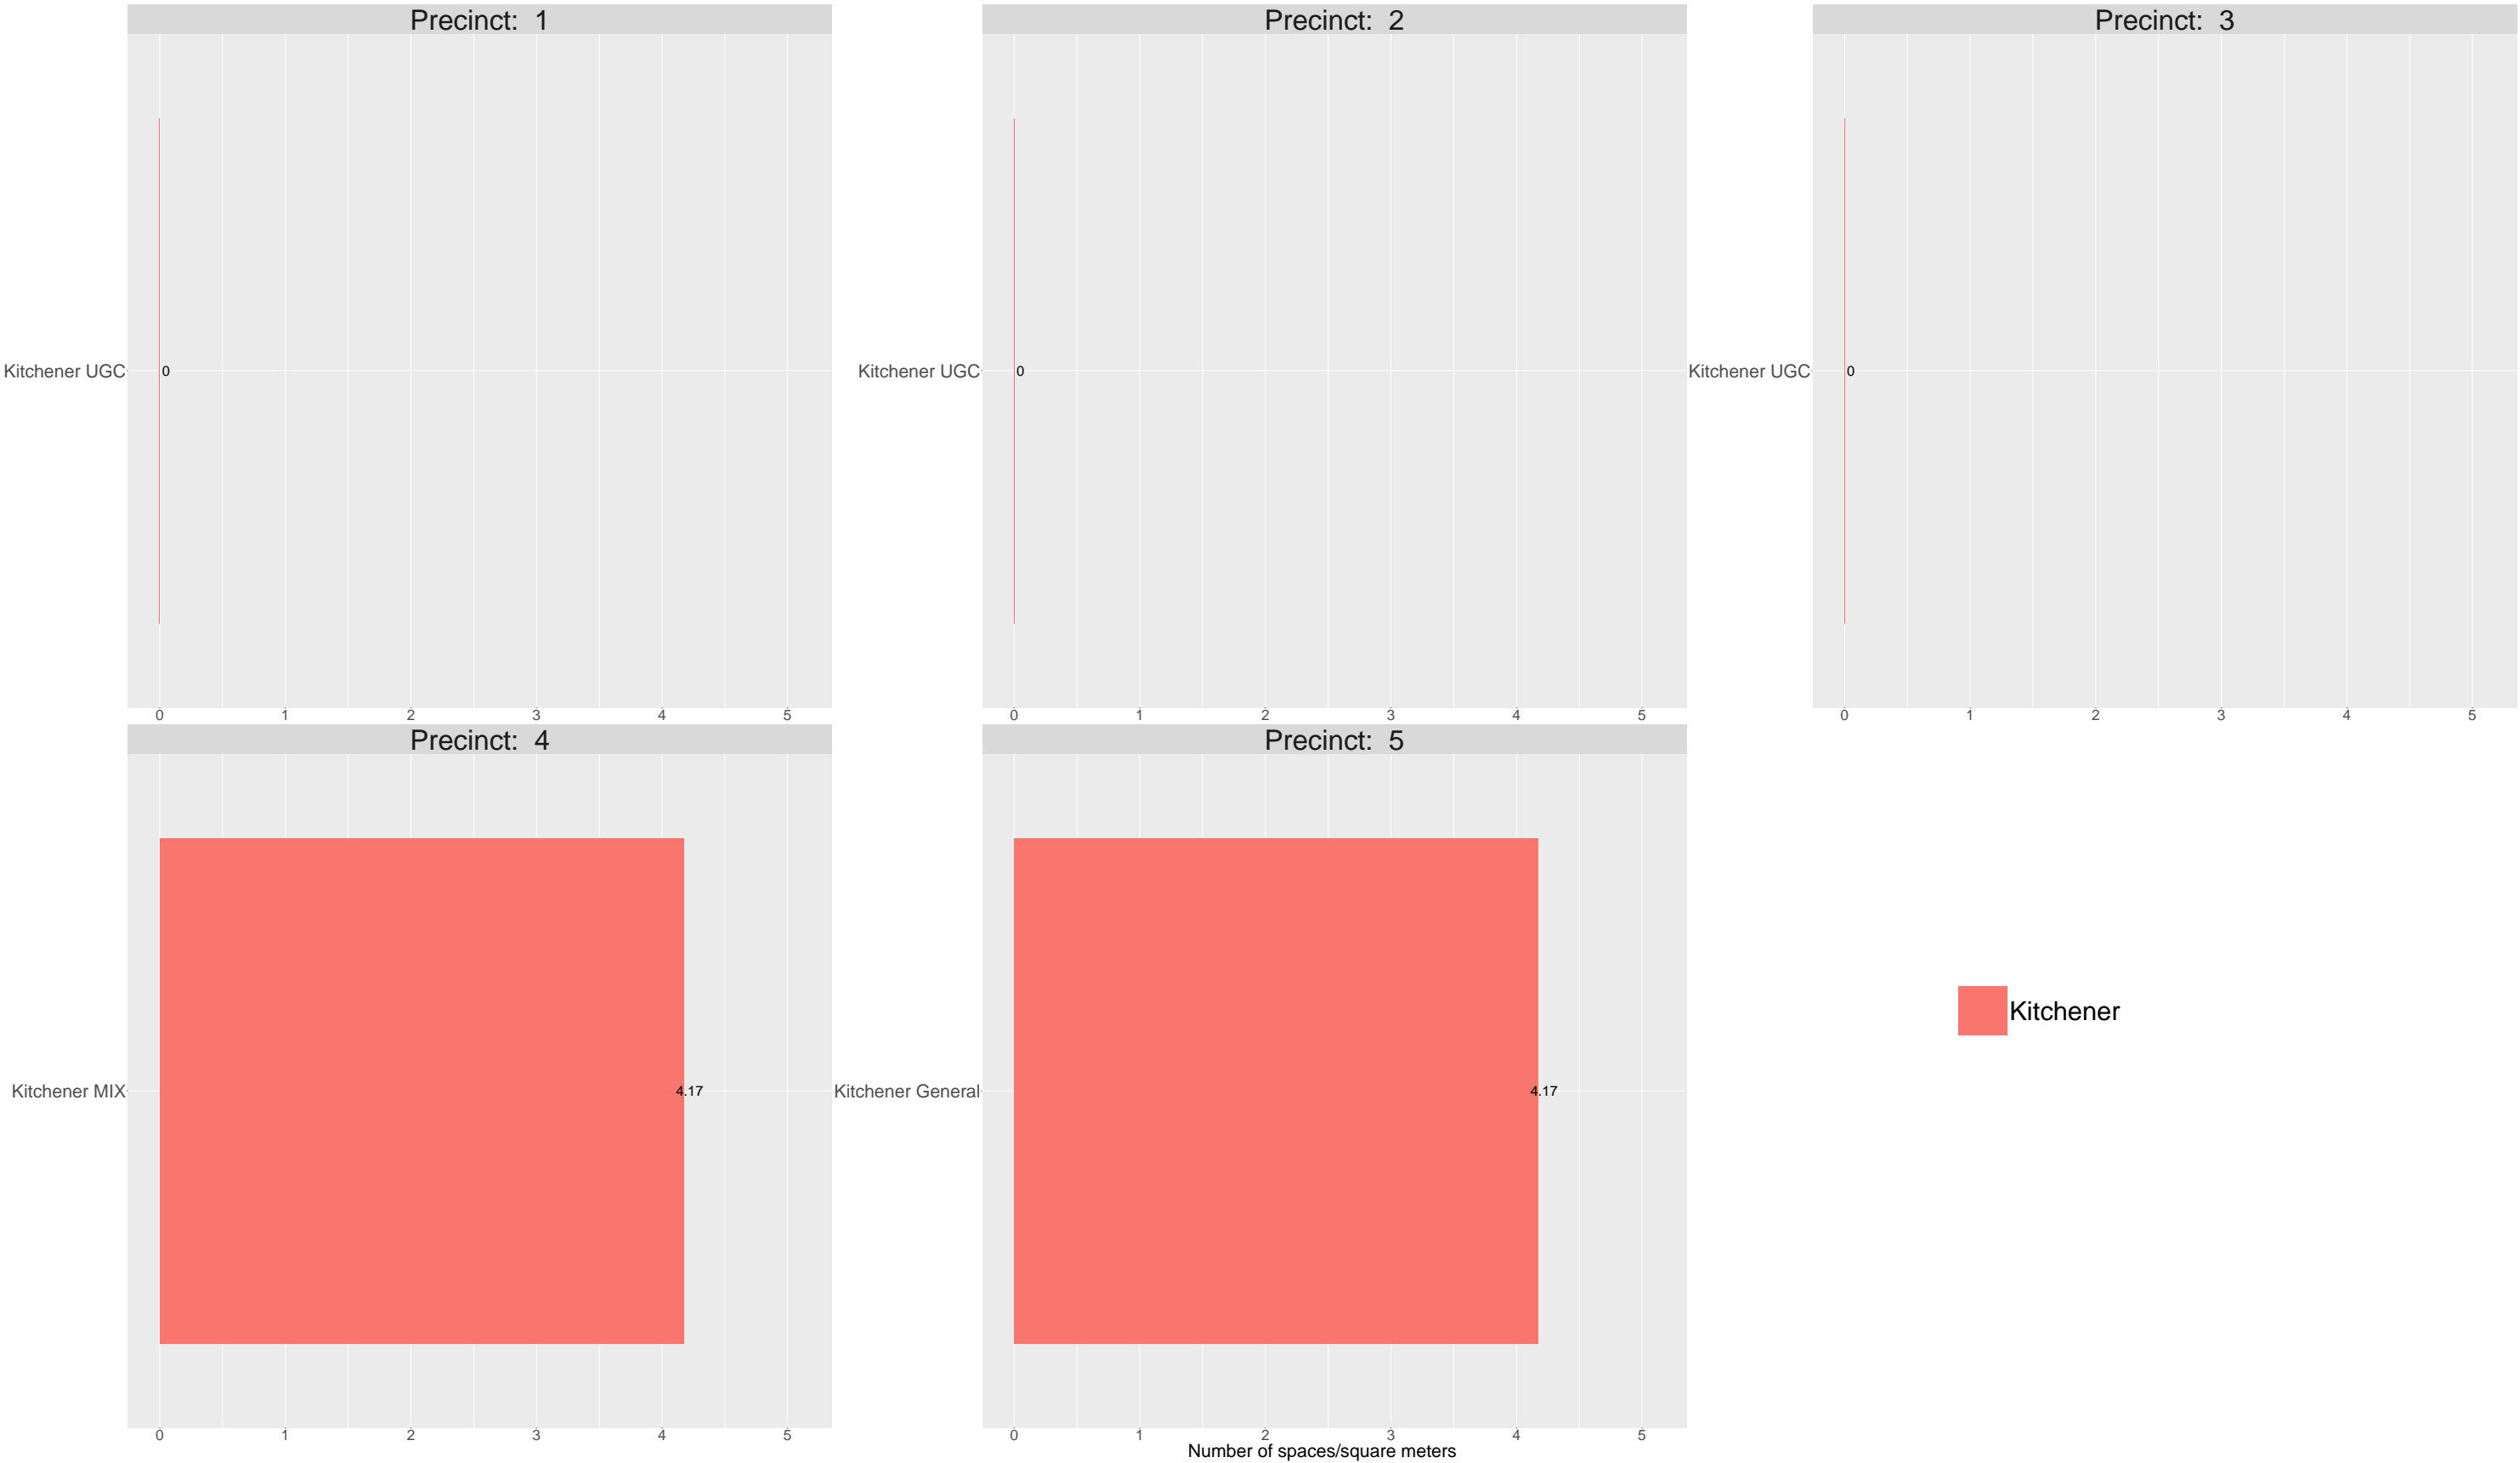 Precinct:  1
Precinct:  2
Precinct:  3
Kitchener UGC
0
Kitchener UGC
0
Kitchener UGC
0
0 1 2 3 4 5
0 1 2 3 4 5
0 1 2 3 4 5
Precinct:  4
Precinct:  5
Kitchener
Kitchener MIX
4.17
Kitchener General
4.17
0 1 2 3 4 5
0 1 2 3 4 5
Number of spaces/square meters